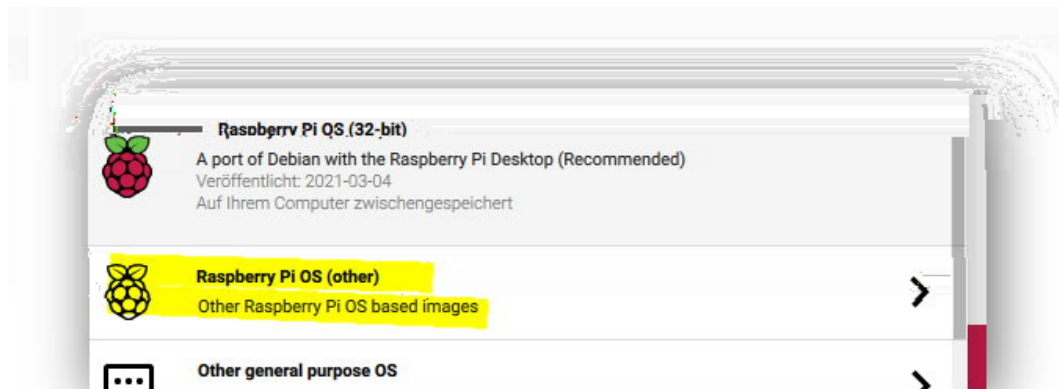 Raspberry Pi OS (32-bit)
A port of Debian with the Raspberry Pi Desktop (Recommended)
Veröffentlicht: 2021-03-04
Auf Ihrem Computer zwischengespeichert
Raspberry Pi OS (other)
Other Raspberry Pi OS based images
Other general purpose OS